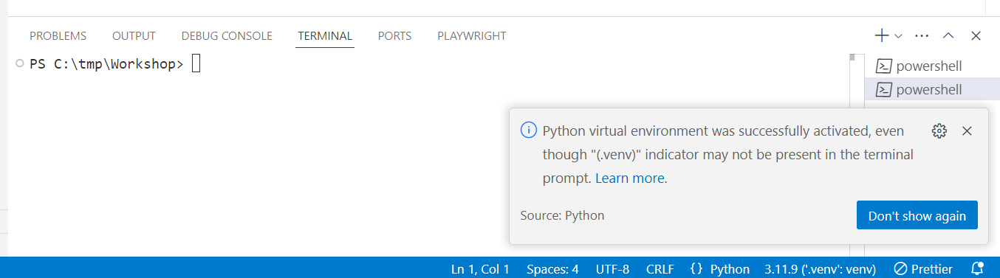 PROBLEMS OUTPUT DEBUG CONSOLE TERMINAL PORTS PLAYWRIGHT
PS C:\tmp\Workshop>
powershell
powershell
Python virtual environment was successfully activated, even
though "(.venv)" indicator may not be present in the terminal
prompt. Learn more.
Source: Python
Don't show again
Ln 1, Col 1 Spaces: 4 UTF-8 CRLF {} Python 3.11.9 ('.venv': venv) Prettier